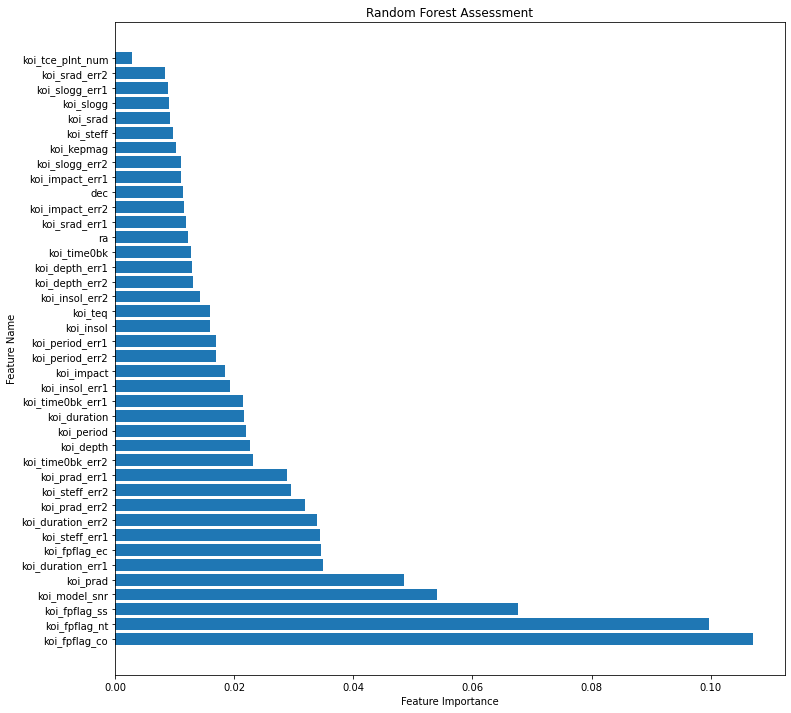 Random Forest Assessment
koi_tce_plnt_num
koi_srad_err2
koi_slogg_err1
koi_slogg
koi_srad
koi_steff
koi_kepmag
koi_slogg_err2
koi_impact_err1
dec
koi_impact_err2
koi_srad_err1
ra
koi_time0bk
koi_depth_err1
koi_depth_err2
koi_insol_err2
koi_teq
koi_insol
koi_period_err1
koi_period_err2
koi_impact
koi_insol_err1
koi_time0bk_err1
koi_duration
koi_period
koi_depth
koi_time0bk_err2
koi_prad_err1
koi_steff_err2
koi_prad_err2
koi_duration_err2
koi_steff_err1
koi_fpflag_ec
koi_duration_err1
koi_prad
koi_model_snr
koi_fpflag_ss
koi_fpflag_nt
koi_fpflag_co
Feature Name
0.00 0.02 0.04 0.06 0.08 0.10
Feature Importance